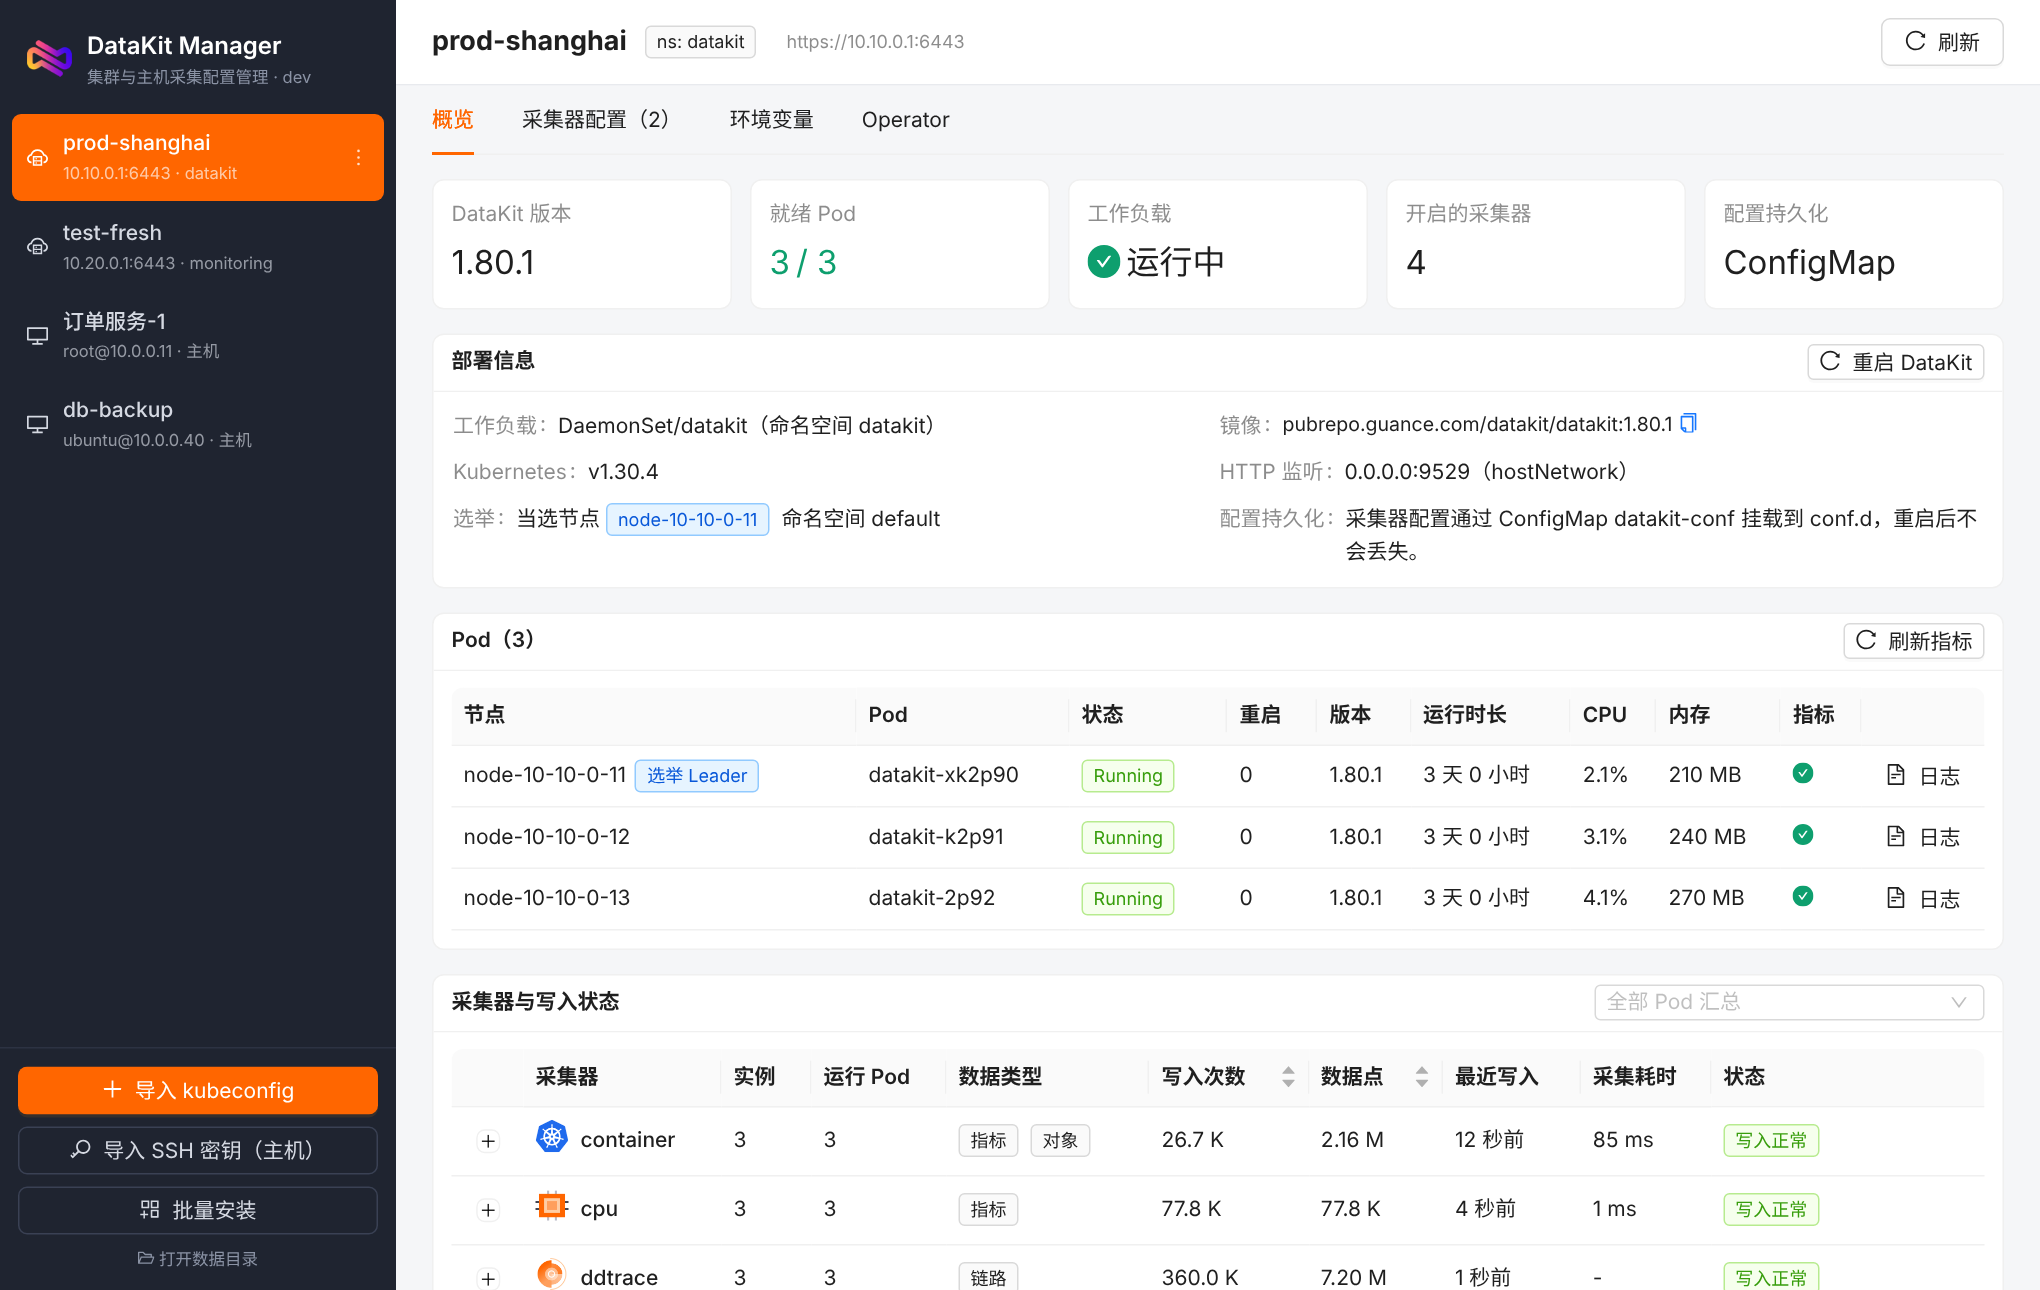 DataKit Manager
集群与主机采集配置管理 · dev
prod-shanghai
10.10.0.1:6443 · datakit
test-fresh
10.20.0.1:6443 · monitoring
订单服务-1
root@10.0.0.11 · 主机
db-backup
ubuntu@10.0.0.40 · 主机
导入 kubeconfig
导入 SSH 密钥（主机）
批量安装
打开数据目录
prod-shanghai ns: datakit https://10.10.0.1:6443 刷新
概览 采集器配置（2） 环境变量 Operator
DataKit 版本
1.80.1
就绪 Pod
3 / 3
工作负载
运行中
开启的采集器
4
配置持久化
ConfigMap
部署信息 重启 DataKit
工作负载： DaemonSet/datakit（命名空间 datakit）
镜像： pubrepo.guance.com/datakit/datakit:1.80.1
Kubernetes： v1.30.4
HTTP 监听： 0.0.0.0:9529（hostNetwork）
选举： 当选节点 node-10-10-0-11 命名空间 default
配置持久化： 采集器配置通过 ConfigMap datakit-conf 挂载到 conf.d，重启后不
会丢失。
Pod（3） 刷新指标
节点 Pod 状态 重启 版本 运行时长 CPU 内存 指标
node-10-10-0-11 选举 Leader datakit-xk2p90 Running 0 1.80.1 3 天 0 小时 2.1% 210 MB 日志
node-10-10-0-12 datakit-k2p91 Running 0 1.80.1 3 天 0 小时 3.1% 240 MB 日志
node-10-10-0-13 datakit-2p92 Running 0 1.80.1 3 天 0 小时 4.1% 270 MB 日志
采集器与写入状态 全部 Pod 汇总
采集器 实例 运行 Pod 数据类型 写入次数 数据点 最近写入 采集耗时 状态
container 3 3 指标 对象 26.7 K 2.16 M 12 秒前 85 ms 写入正常
cpu 3 3 指标 77.8 K 77.8 K 4 秒前 1 ms 写入正常
ddtrace 3 3 链路 360.0 K 7.20 M 1 秒前 - 写入正常